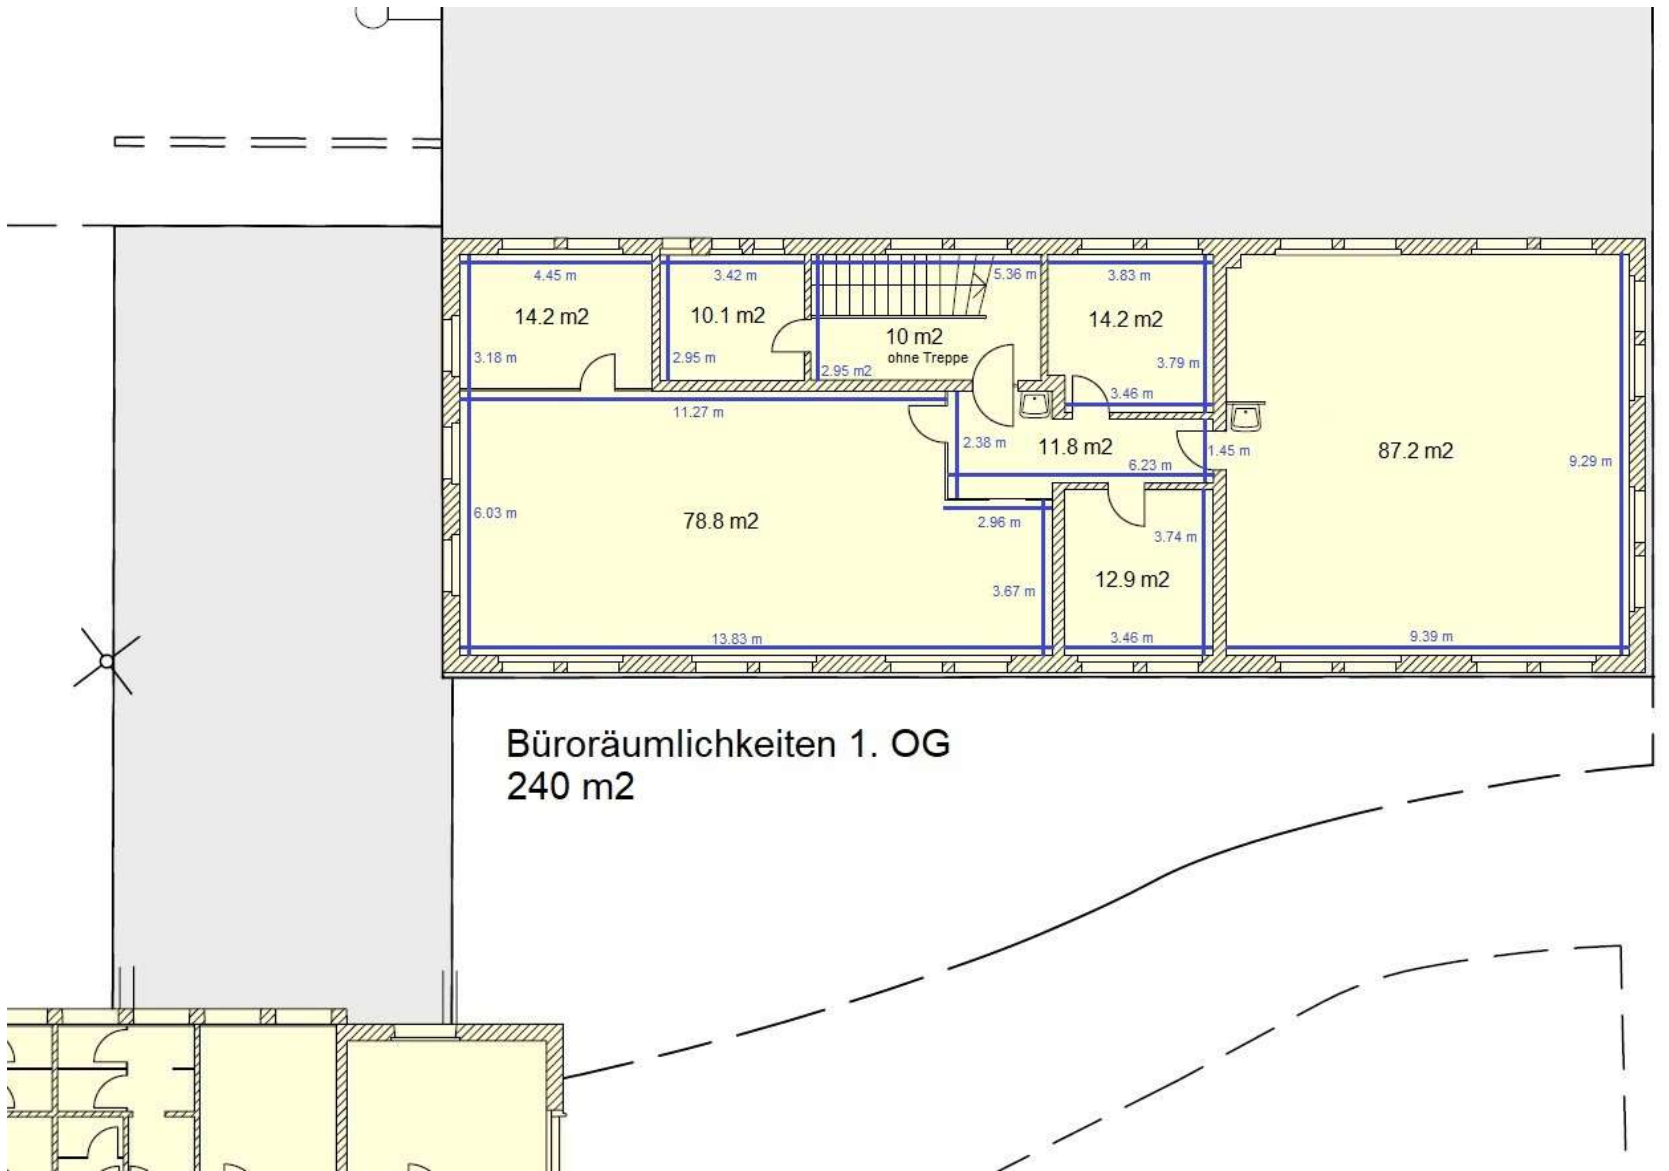 4.45 m
3.42 m
5.36 m
3.83 m
14.2 m2
10.1 m2
14.2 m2
10 m2
ohne Treppe
3.18 m
2.95 m
2.95 m2
3.79 m
3.46 m
11.27 m
2.38 m
11.8 m2
1.45 m
87.2 m2
6.23 m
9.29 m
6.03 m
78.8 m2
2.96 m
3.74 m
12.9 m2
3.67 m
13.83 m
3.46 m
9.39 m
Büroräumlichkeiten 1. OG
240 m2